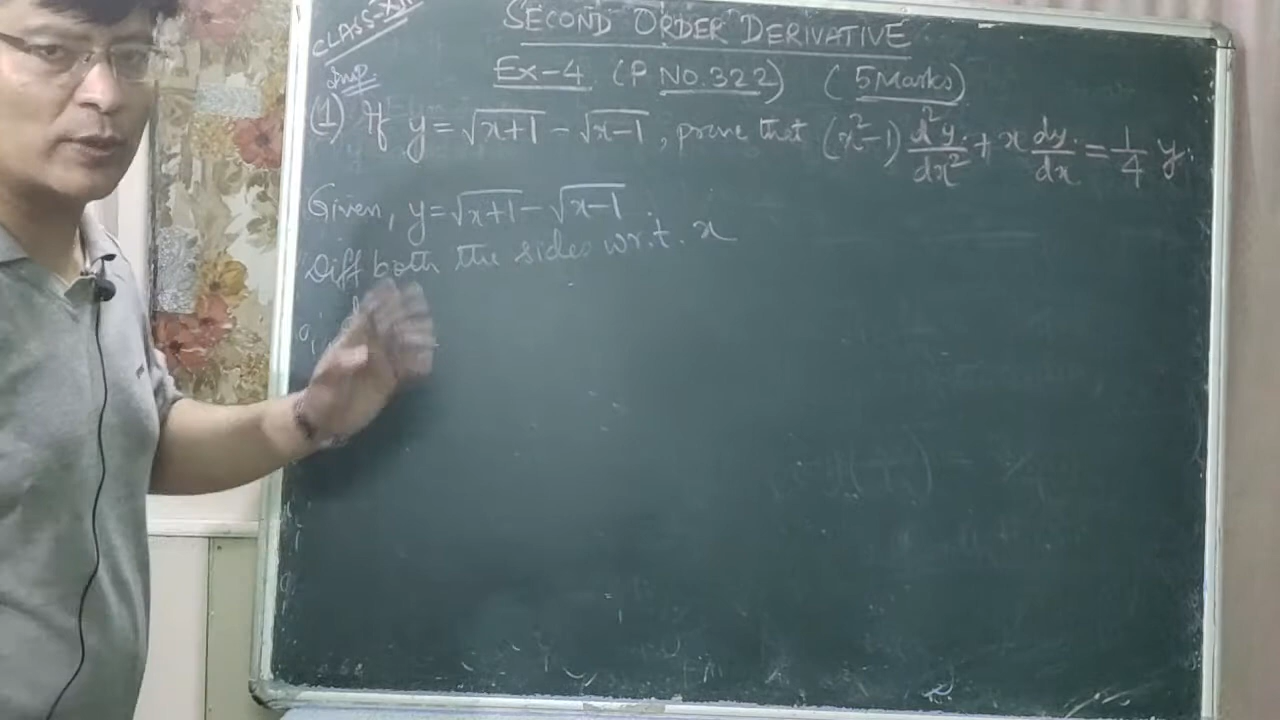 CLASS-XII
SECOND ORDER DERIVATIVE
Ex-4 (P No.322) (5Marks)
Imp
(1) If y=√(x+1) - √(x-1), prove that (x²-1) d²y/dx² + x dy/dx = 1/4 y.
Given, y=√(x+1) - √(x-1)
Diff both the sides w.r.t. x